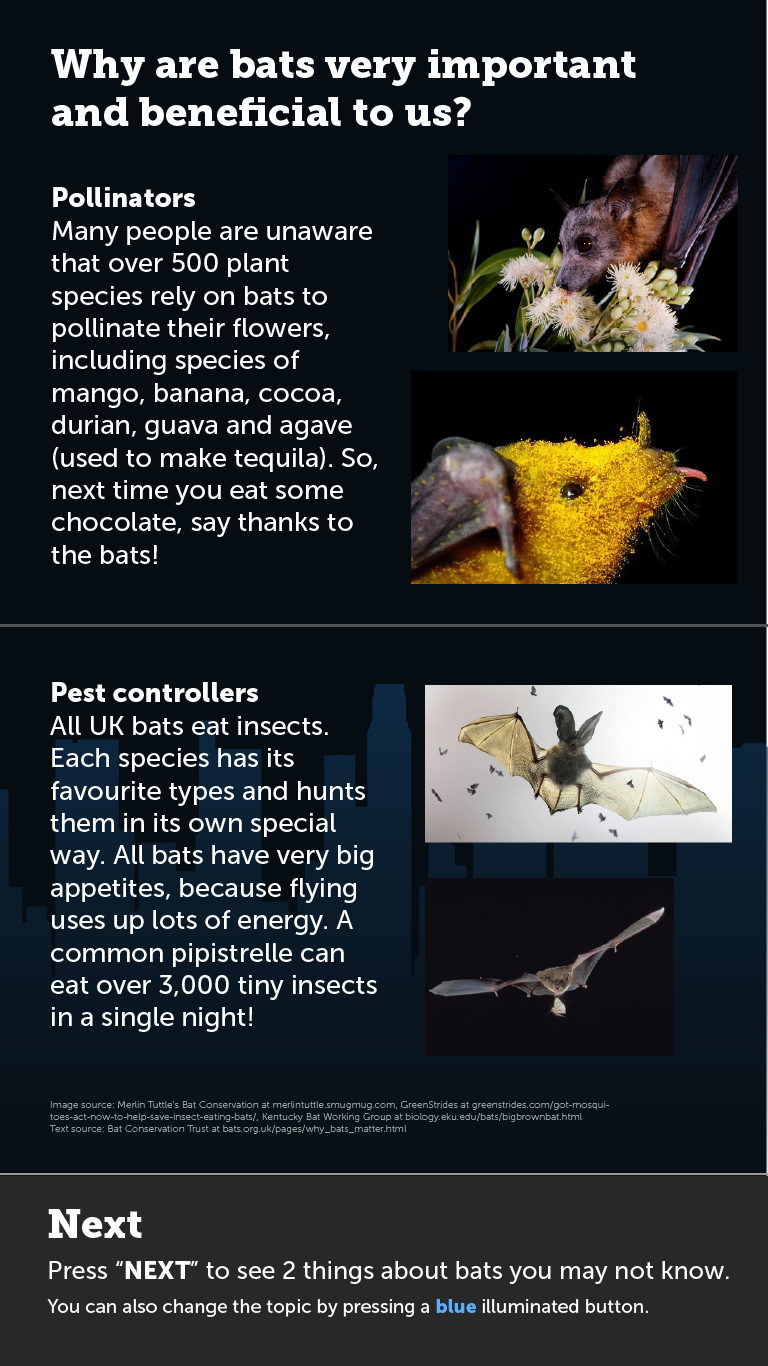 Why are bats very important
and beneficial to us?
Pollinators
Many people are unaware
that over 500 plant
species rely on bats to
pollinate their flowers,
including species of
mango, banana, cocoa,
durian, guava and agave
(used to make tequila). So,
next time you eat some
chocolate, say thanks to
the bats!
Pest controllers
All UK bats eat insects.
Each species has its
favourite types and hunts
them in its own special
way. All bats have very big
appetites, because flying
uses up lots of energy. A
common pipistrelle can
eat over 3,000 tiny insects
in a single night!
Image source: Merlin Tuttle's Bat Conservation at merlintuttle.smugmug.com, GreenStrides at greenstrides.com/got-mosqui-
toes-act-now-to-help-save-insect-eating-bats/, Kentucky Bat Working Group at biology.eku.edu/bats/bigbrownbat.html
Text source: Bat Conservation Trust at bats.org.uk/pages/why_bats_matter.html
Next
Press “NEXT” to see 2 things about bats you may not know.
You can also change the topic by pressing a blue illuminated button.